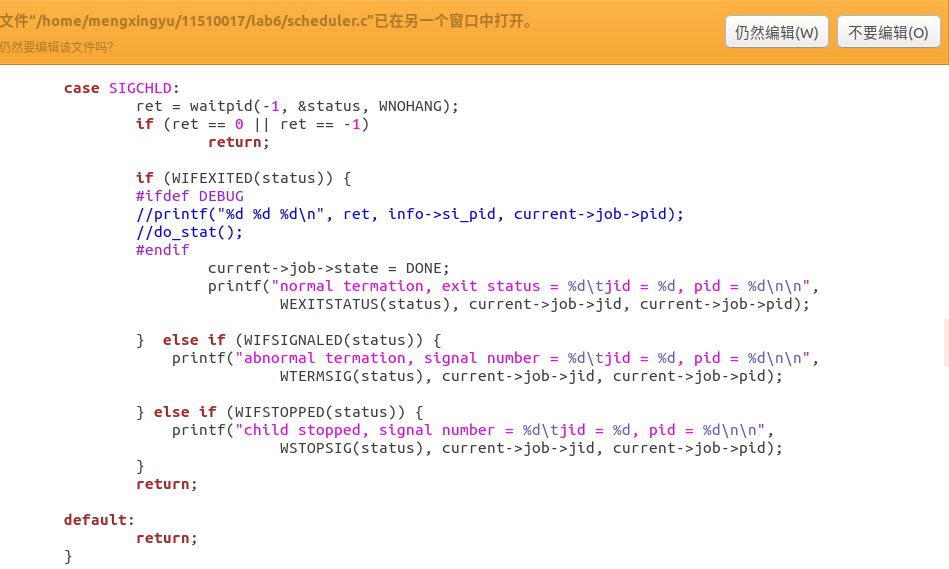 文件“/home/mengxingyu/11510017/lab6/scheduler.c”已在另一个窗口中打开。
仍然要编辑该文件吗?
仍然编辑(W)
不要编辑(O)
case SIGCHLD:
ret = waitpid(-1, &status, WNOHANG);
if (ret == 0 || ret == -1)
return;
if (WIFEXITED(status)) {
#ifdef DEBUG
//printf("%d %d %d\n", ret, info->si_pid, current->job->pid);
//do_stat();
#endif
current->job->state = DONE;
printf("normal termation, exit status = %d\tjid = %d, pid = %d\n\n",
WEXITSTATUS(status), current->job->jid, current->job->pid);
}  else if (WIFSIGNALED(status)) {
printf("abnormal termation, signal number = %d\tjid = %d, pid = %d\n\n",
WTERMSIG(status), current->job->jid, current->job->pid);
} else if (WIFSTOPPED(status)) {
printf("child stopped, signal number = %d\tjid = %d, pid = %d\n\n",
WSTOPSIG(status), current->job->jid, current->job->pid);
}
return;
default:
return;
}